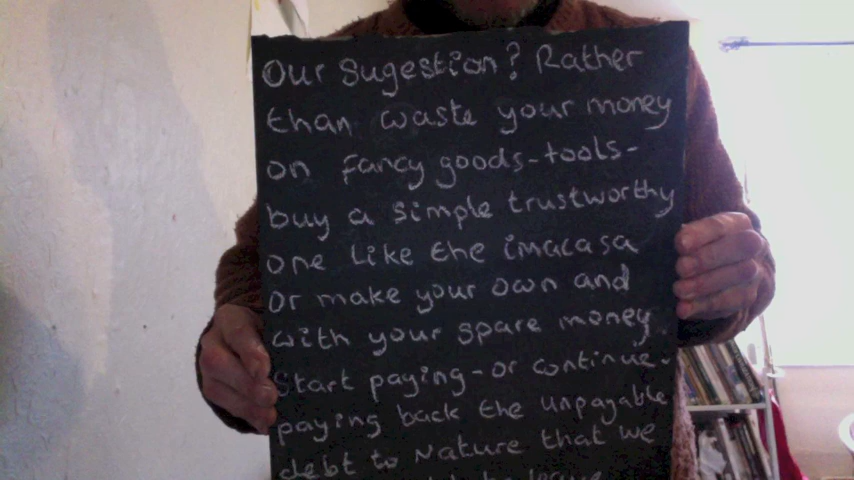 Our Sugestion? Rather
than waste your money
on fancy goods-tools-
buy a simple trustworthy
one like the imacasa
or make your own and
with your spare money
Start paying-or continue-
paying back the unpayable
debt to Nature that we